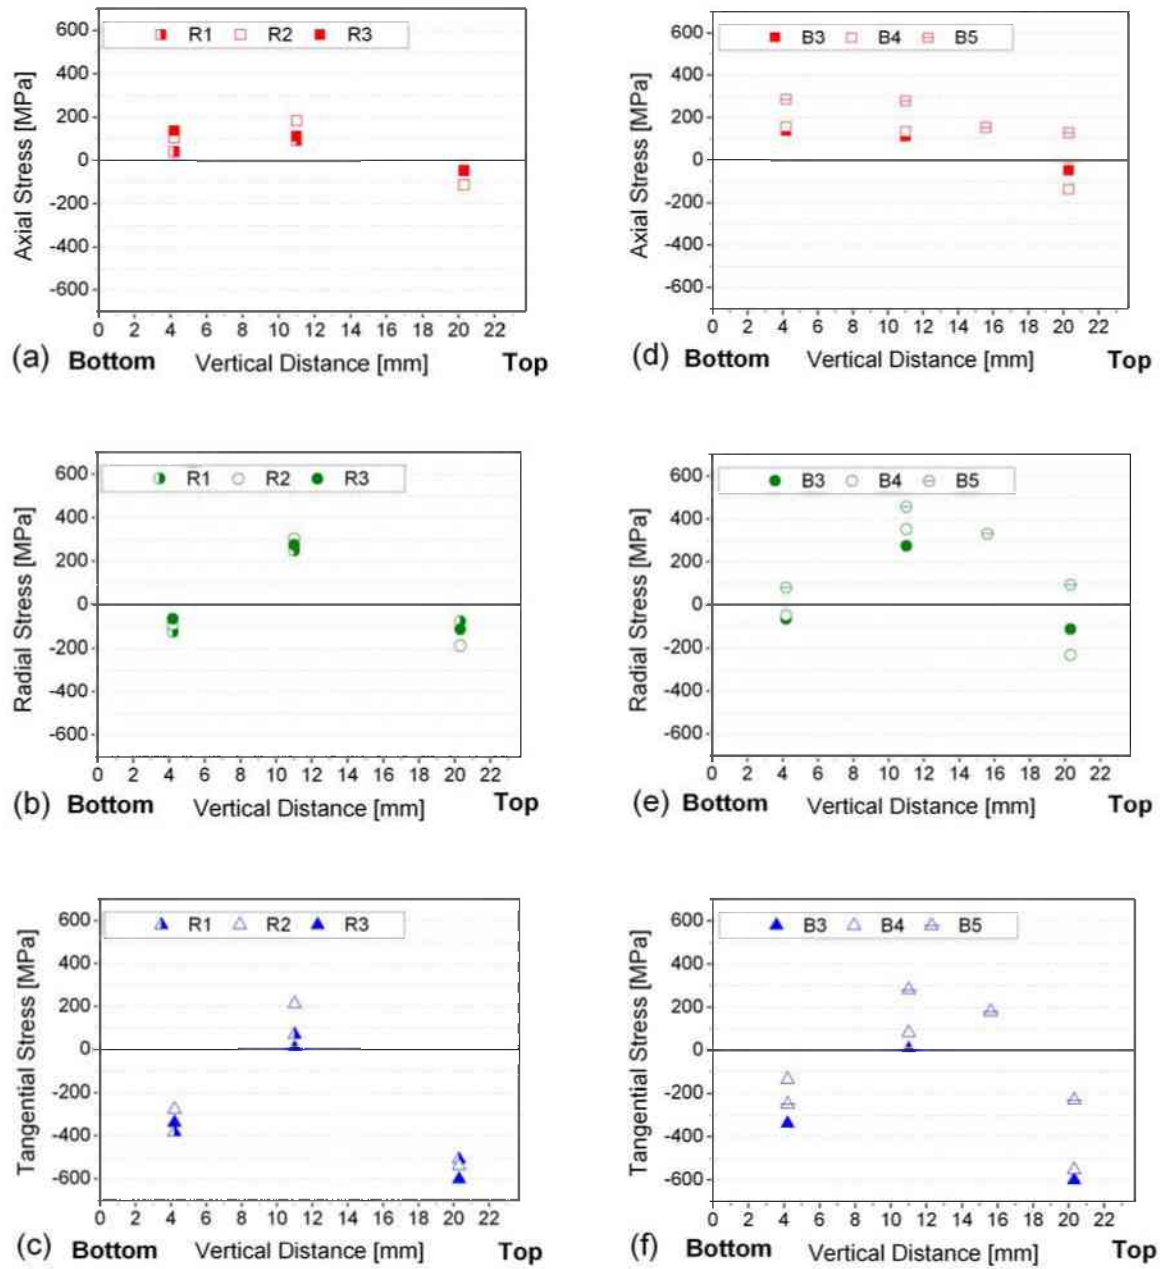 600
400
200
0
-200
-400
-600
Axial Stress [MPa]
R1 R2 R3
0 2 4 6 8 10 12 14 16 18 20 22
(a) Bottom Vertical Distance [mm] Top
600
400
200
0
-200
-400
-600
Axial Stress [MPa]
B3 B4 B5
0 2 4 6 8 10 12 14 16 18 20 22
(d) Bottom Vertical Distance [mm] Top
600
400
200
0
-200
-400
-600
Radial Stress [MPa]
R1 R2 R3
0 2 4 6 8 10 12 14 16 18 20 22
(b) Bottom Vertical Distance [mm] Top
600
400
200
0
-200
-400
-600
Radial Stress [MPa]
B3 B4 B5
0 2 4 6 8 10 12 14 16 18 20 22
(e) Bottom Vertical Distance [mm] Top
600
400
200
0
-200
-400
-600
Tangential Stress [MPa]
R1 R2 R3
0 2 4 6 8 10 12 14 16 18 20 22
(c) Bottom Vertical Distance [mm] Top
600
400
200
0
-200
-400
-600
Tangential Stress [MPa]
B3 B4 B5
0 2 4 6 8 10 12 14 16 18 20 22
(f) Bottom Vertical Distance [mm] Top